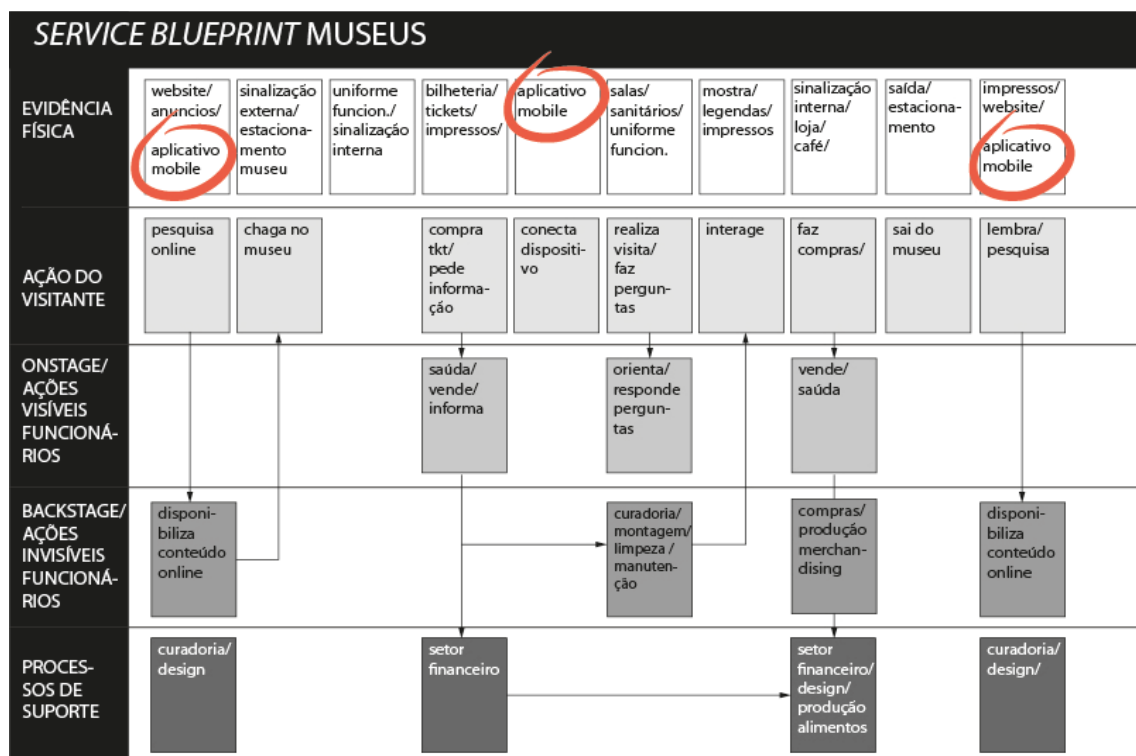 SERVICE BLUEPRINT MUSEUS
EVIDÊNCIA
FÍSICA
website/
anuncios/
aplicativo
mobile
sinalização
externa/
estaciona-
mento
museu
uniforme
funcion./
sinalização
interna
bilheteria/
tickets/
impressos/
aplicativo
mobile
salas/
sanitários/
uniforme
funcion.
mostra/
legendas/
impressos
sinalização
interna/
loja/
café/
saída/
estaciona-
mento
impressos/
website/
aplicativo
mobile
AÇÃO DO
VISITANTE
pesquisa
online
chaga no
museu
compra
tkt/
pede
informa-
ção
conecta
dispositi-
vo
realiza
visita/
faz
pergun-
tas
interage
faz
compras/
sai do
museu
lembra/
pesquisa
ONSTAGE/
AÇÕES
VISÍVEIS
FUNCIONÁ-
RIOS
saúda/
vende/
informa
orienta/
responde
pergun-
tas
vende/
saúda
BACKSTAGE/
AÇÕES
INVISÍVEIS
FUNCIONÁ-
RIOS
disponi-
biliza
conteúdo
online
curadoria/
montagem/
limpeza /
manuten-
ção
compras/
produção
merchan-
dising
disponi-
biliza
conteúdo
online
PROCES-
SOS DE
SUPORTE
curadoria/
design
setor
financeiro
setor
financeiro/
design/
produção
alimentos
curadoria/
design/